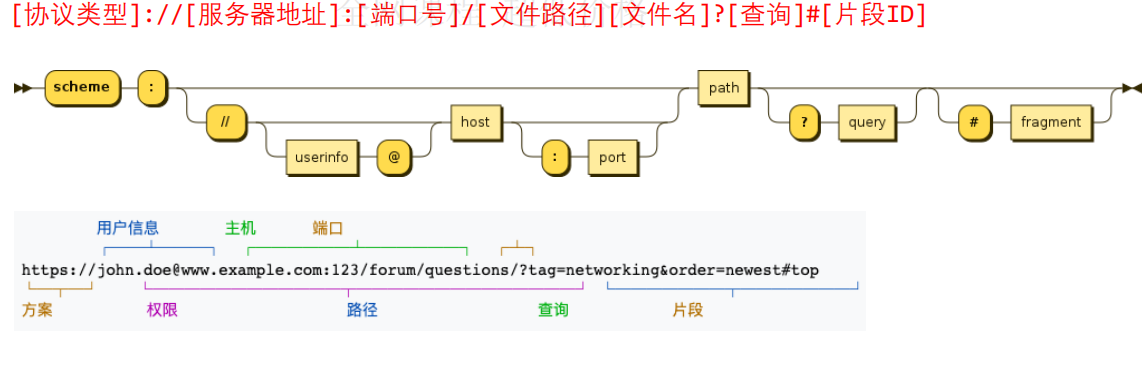 [协议类型]://[服务器地址]:[端口号]/[文件路径][文件名]?[查询]#[片段ID]
scheme : path
// host ? query # fragment
userinfo @ : port
用户信息 主机 端口
https://john.doe@www.example.com:123/forum/questions/?tag=networking&order=newest#top
方案 权限 路径 查询 片段